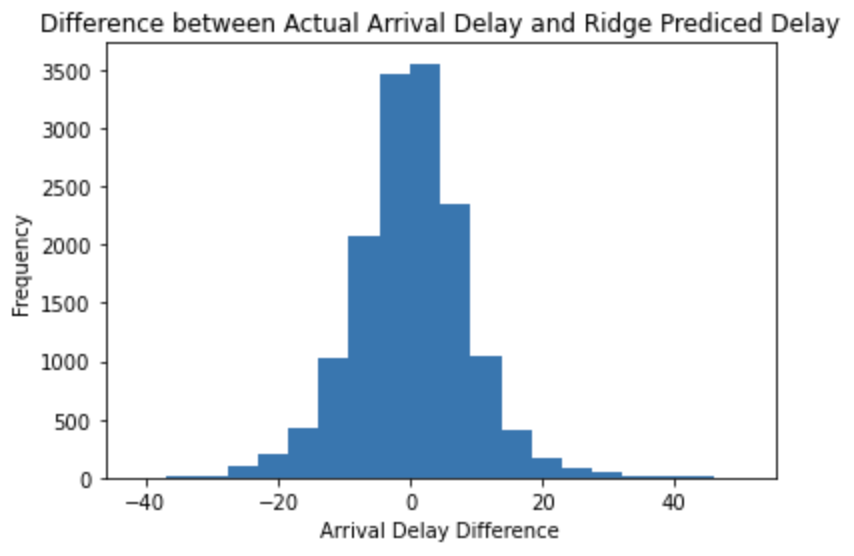 Difference between Actual Arrival Delay and Ridge Prediced Delay
3500
3000
2500
2000
1500
1000
500
0
Frequency
−40 −20 0 20 40
Arrival Delay Difference